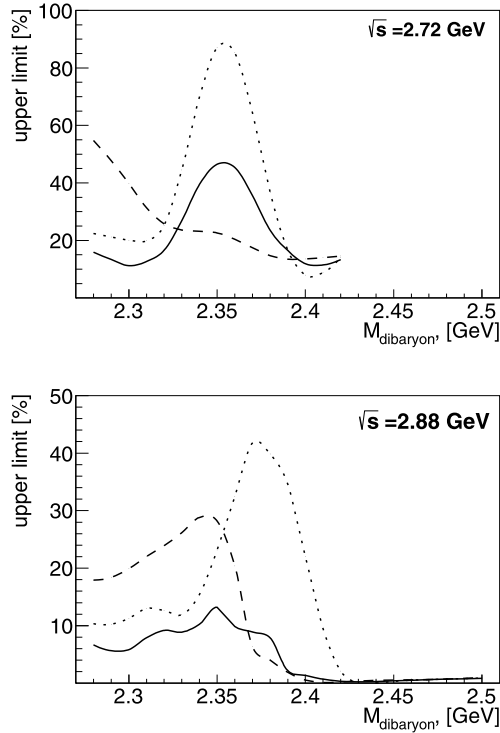 upper limit [%]
100
80
60
40
20
√s =2.72 GeV
2.3 2.35 2.4 2.45 2.5
M_dibaryon, [GeV]
upper limit [%]
50
40
30
20
10
√s =2.88 GeV
2.3 2.35 2.4 2.45 2.5
M_dibaryon, [GeV]